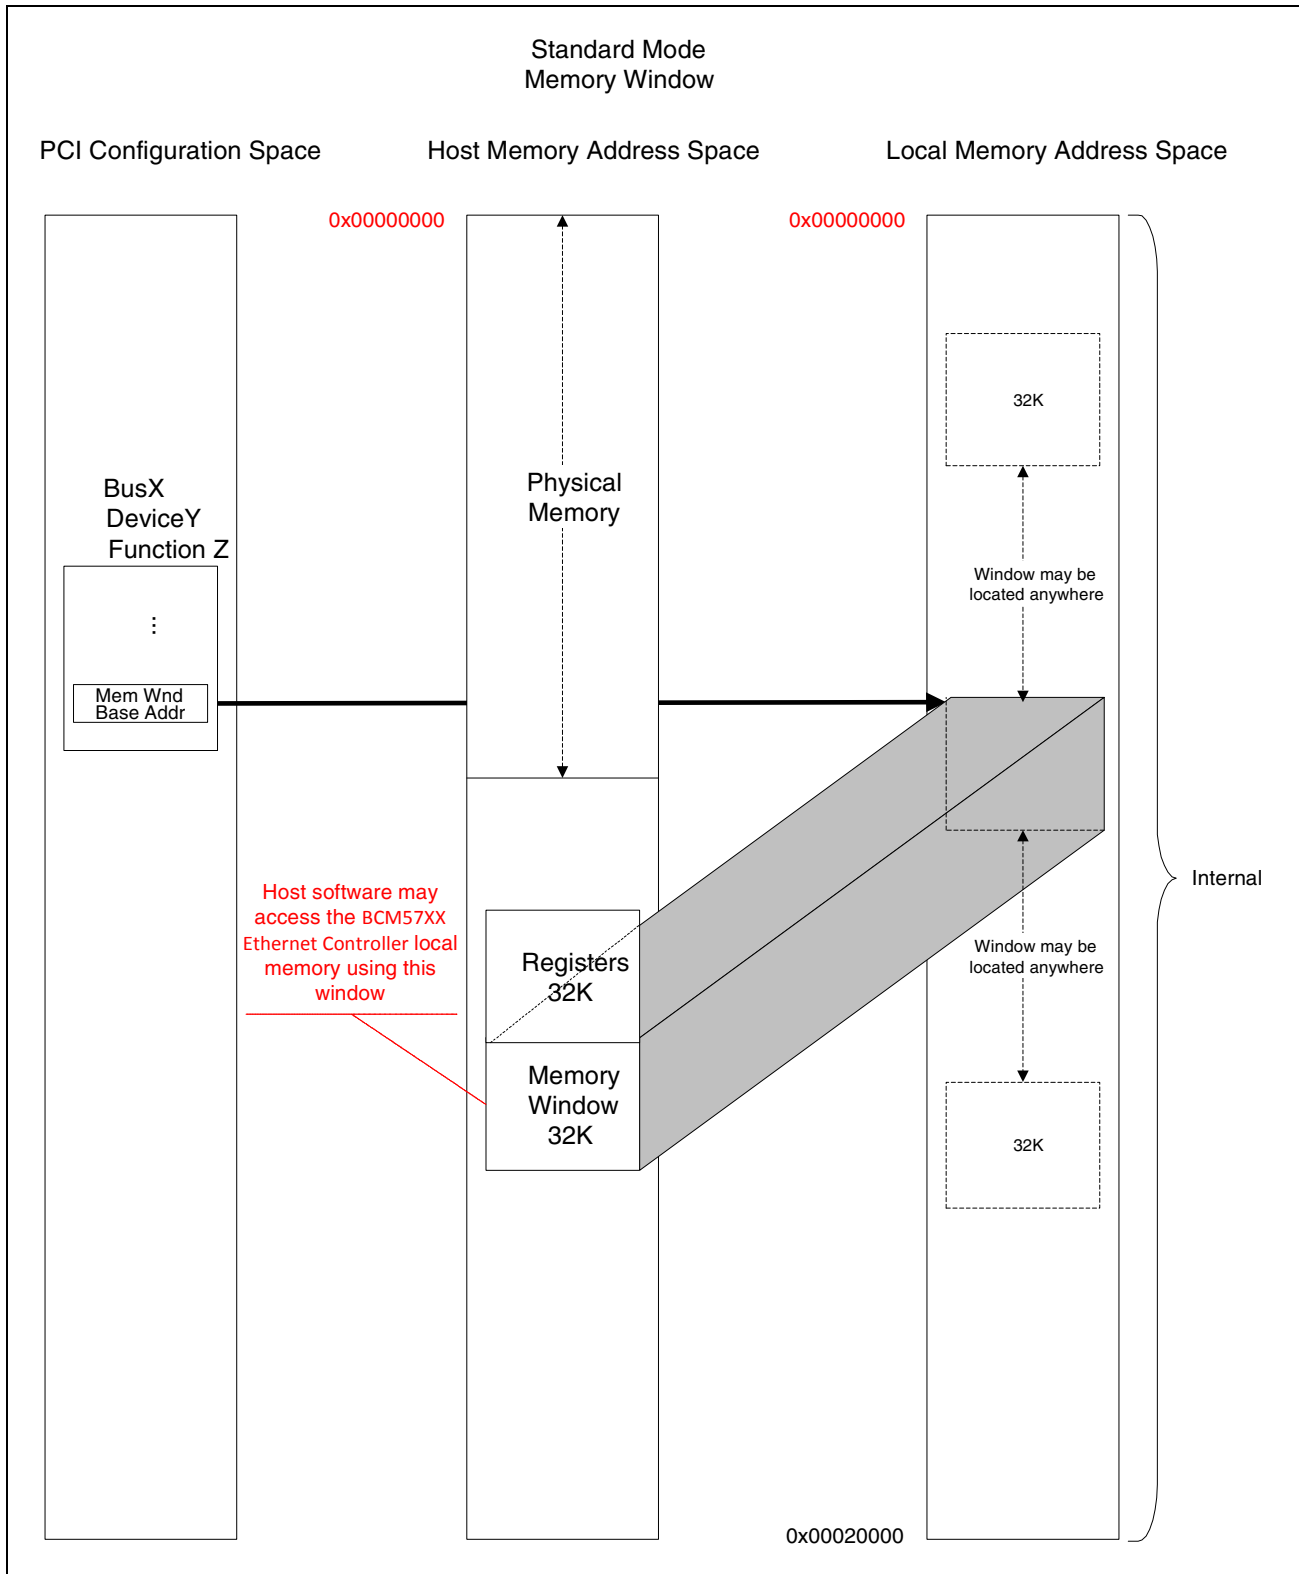 Standard Mode
Memory Window
PCI Configuration Space
Host Memory Address Space
Local Memory Address Space
0x00000000
0x00000000
32K
BusX
DeviceY
Function Z
Physical
Memory
Window may be
located anywhere
⋮
Mem Wnd
Base Addr
Internal
Host software may
access the BCM57XX
Ethernet Controller local
memory using this
window
Registers
32K
Window may be
located anywhere
Memory
Window
32K
32K
0x00020000